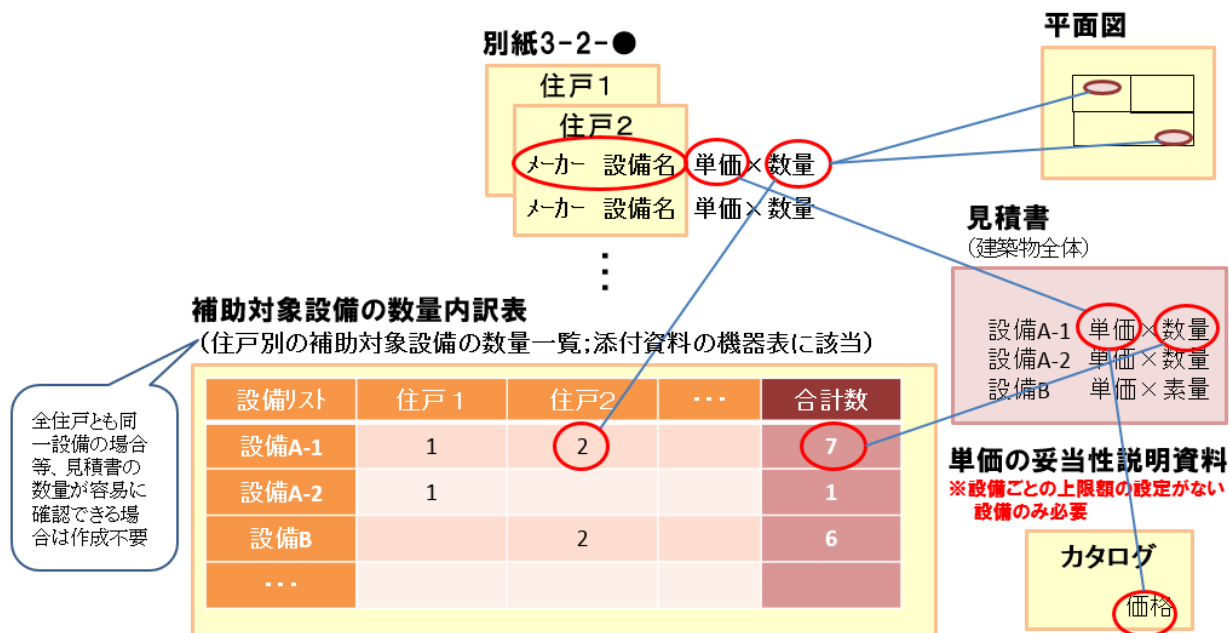 別紙3-2-●
住戸1
住戸2
メーカー 設備名 単価×数量
メーカー 設備名 単価×数量
⋮
平面図
見積書
(建築物全体)
設備A-1 単価×数量
設備A-2 単価×数量
設備B 単価×素量
補助対象設備の数量内訳表
(住戸別の補助対象設備の数量一覧;添付資料の機器表に該当)
全住戸とも同
一設備の場合
等、見積書の
数量が容易に
確認できる場
合は作成不要
設備リスト 住戸1 住戸2 ・・・ 合計数
設備A-1 1 2 7
設備A-2 1 1
設備B 2 6
・・・
単価の妥当性説明資料
※設備ごとの上限額の設定がない
設備のみ必要
カタログ
価格